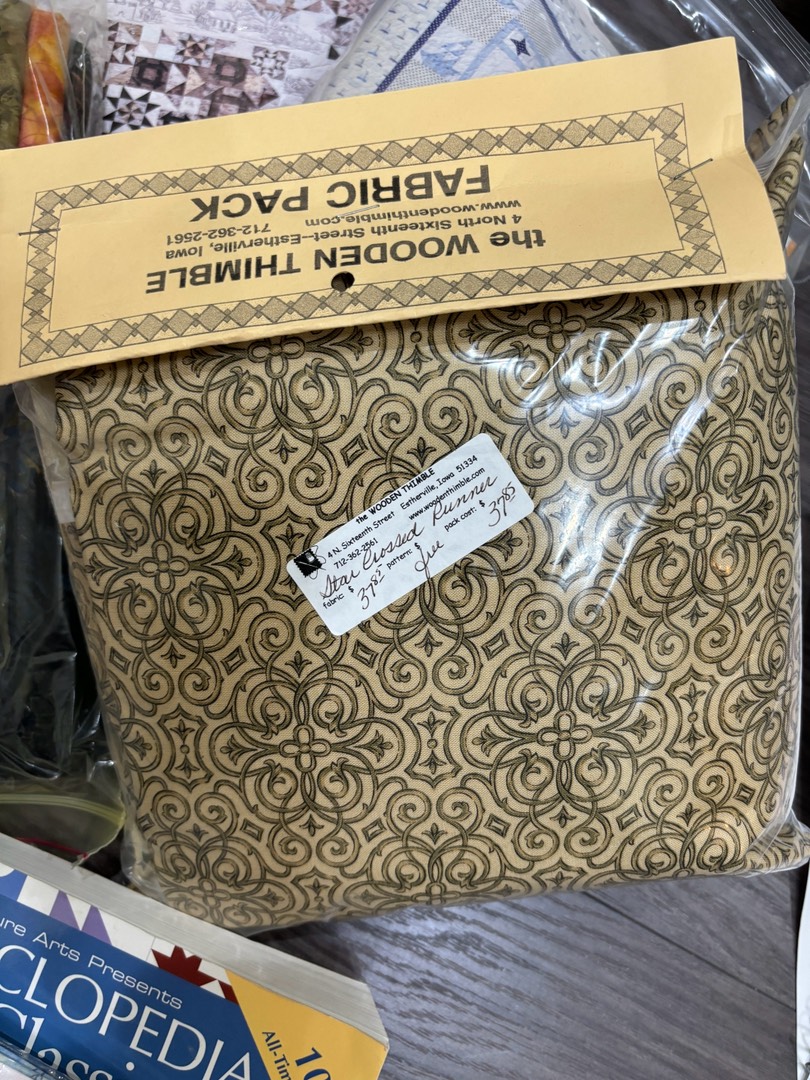 the WOODEN THIMBLE
4 North Sixteenth Street--Estherville, Iowa
www.woodenthimble.com 712-362-2561
FABRIC PACK
the WOODEN THIMBLE
4 N. Sixteenth Street Estherville, Iowa 51334
712-362-2561 www.woodenthimble.com
Star Crossed Runner
fabric: $ 37.85 pattern: $ free pack cost: $ 37.85
ure Arts Presents
CLOPEDIA
Class
10
All-Tim